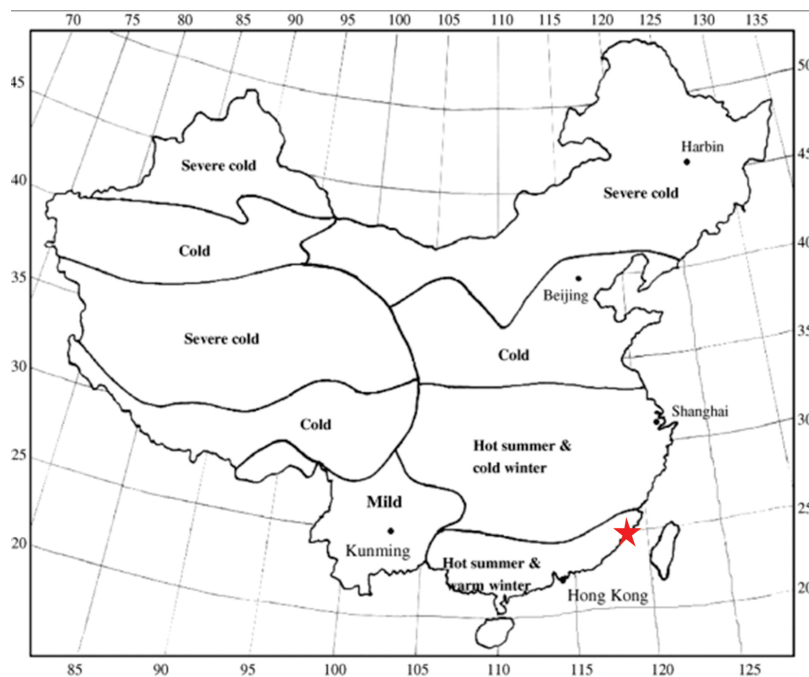 70 75 80 85 90 95 100 105 110 115 120 125 130 135
45
50
Harbin
Severe cold
45
Severe cold
40
Cold
40
35
Beijing
Severe cold
35
Cold
30
Shanghai
30
Cold
Hot summer &
cold winter
25
Mild
25
Kunming
20
Hot summer &
warm winter
Hong Kong
20
85 90 95 100 105 110 115 120 125